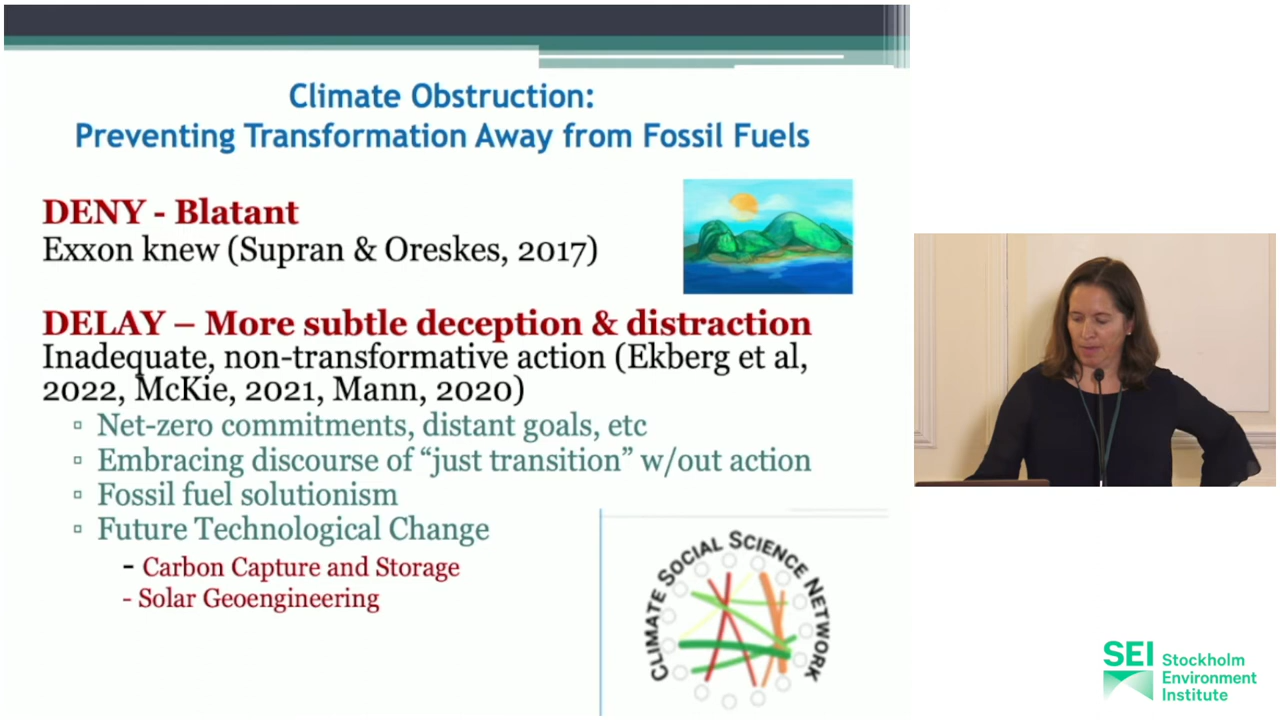 Climate Obstruction:
Preventing Transformation Away from Fossil Fuels
DENY - Blatant
Exxon knew (Supran & Oreskes, 2017)
DELAY – More subtle deception & distraction
Inadequate, non-transformative action (Ekberg et al,
2022, McKie, 2021, Mann, 2020)
▫ Net-zero commitments, distant goals, etc
▫ Embracing discourse of “just transition” w/out action
▫ Fossil fuel solutionism
▫ Future Technological Change
- Carbon Capture and Storage
- Solar Geoengineering
CLIMATE SOCIAL SCIENCE NETWORK
SEI Stockholm
Environment
Institute